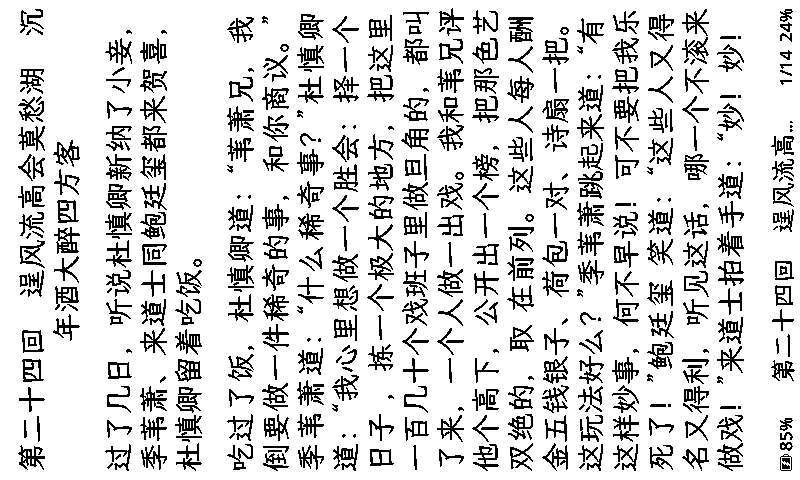 第二十四回　逞风流高会莫愁湖　沉
年酒大醉四方客
过了几日，听说杜慎卿新纳了小妾，
季苇萧、来道士同鲍廷玺都来贺喜，
杜慎卿留着吃饭。
吃过了饭，杜慎卿道：“苇萧兄，我
倒要做一件稀奇的事，和你商议。”
季苇萧道：“什么稀奇事？”杜慎卿
道：“我心里想做一个胜会：择一个
日子，拣一个极大的地方，把这里
一百几十个戏班子里做旦角的，都叫
了来，一个人做一出戏。我和苇兄评
他个高下，公开出一个榜，把那色艺
双绝的，取在前列。这些人每人酬
金五钱银子、荷包一对、诗扇一把。
这玩法好么？”季苇萧跳起来道：“有
这样妙事，何不早说！可不要把我乐
死了！”鲍廷玺笑道：“这些人又得
名又得利，听见这话，哪一个不滚来
做戏！”来道士拍着手道：“妙！妙！
85%　第二十四回　逞风流高…　1/14 24%